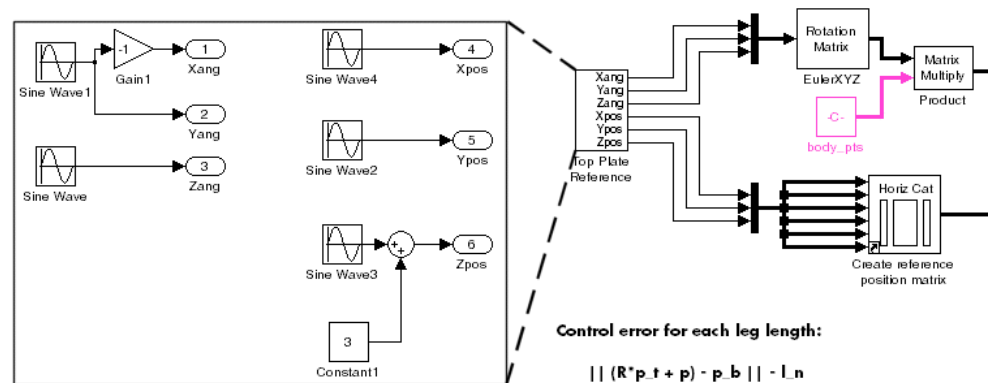 Sine Wave1
-1
Gain1
1
Xang
2
Yang
Sine Wave
3
Zang
Sine Wave4
4
Xpos
Sine Wave2
5
Ypos
Sine Wave3
++
6
Zpos
3
Constant1
Xang
Yang
Zang
Xpos
Ypos
Zpos
Top Plate
Reference
Rotation
Matrix
EulerXYZ
Matrix
Multiply
Product
-C-
body_pts
Horiz Cat
Create reference
position matrix
Control error for each leg length:
|| (R*p_t + p) - p_b || - l_n